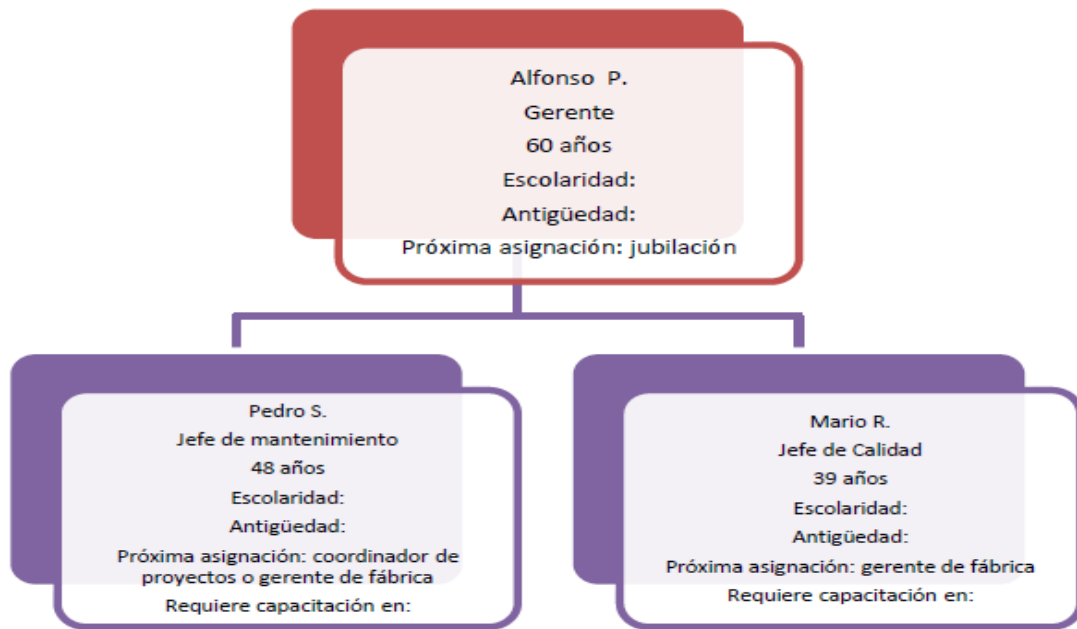 Alfonso P.
Gerente
60 años
Escolaridad:
Antigüedad:
Próxima asignación: jubilación
Pedro S.
Jefe de mantenimiento
48 años
Escolaridad:
Antigüedad:
Próxima asignación: coordinador de
proyectos o gerente de fábrica
Requiere capacitación en:
Mario R.
Jefe de Calidad
39 años
Escolaridad:
Antigüedad:
Próxima asignación: gerente de fábrica
Requiere capacitación en: